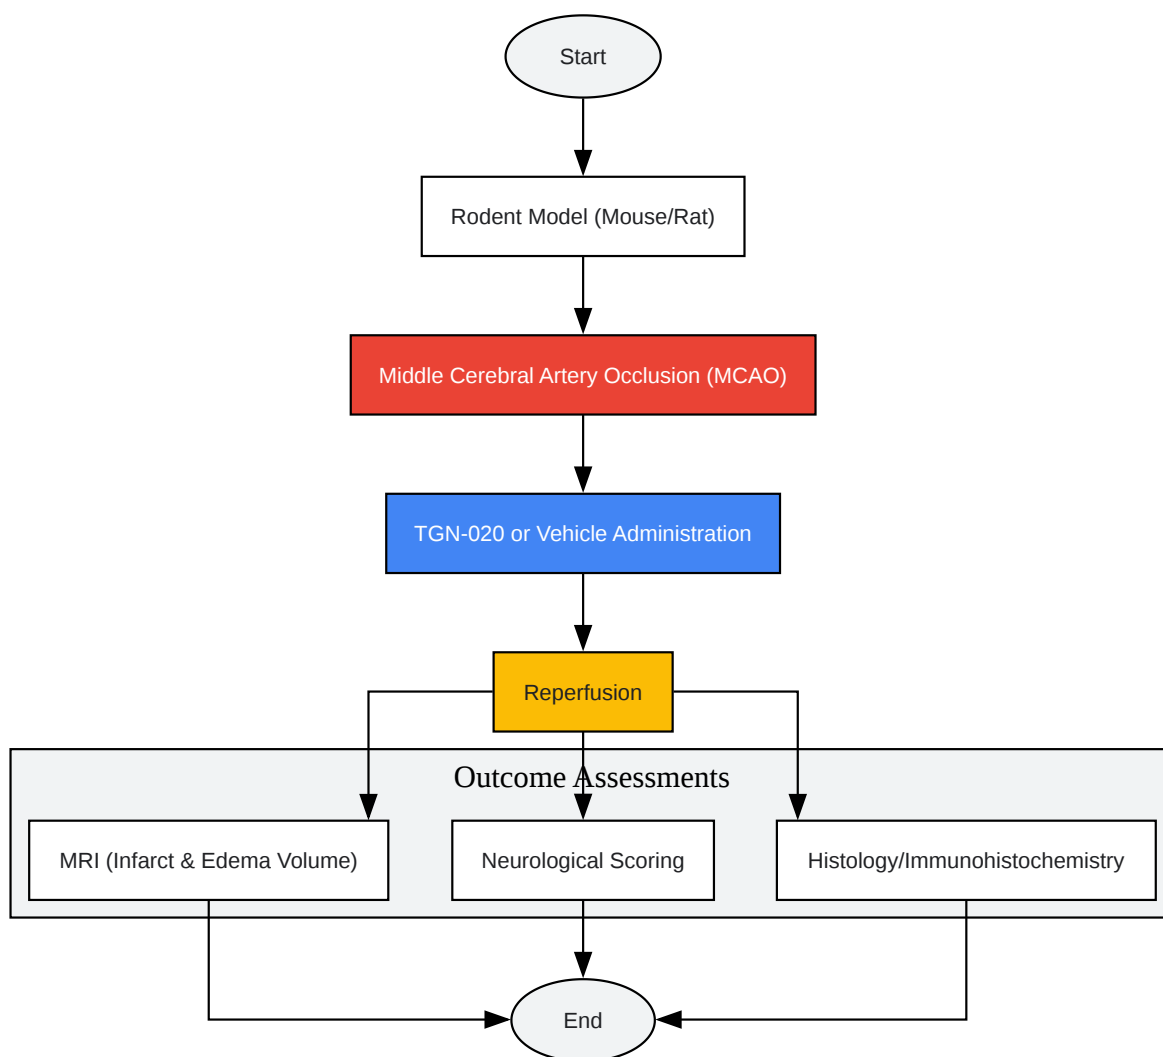 Start
Rodent Model (Mouse/Rat)
Middle Cerebral Artery Occlusion (MCAO)
TGN-020 or Vehicle Administration
Reperfusion
Outcome Assessments
MRI (Infarct & Edema Volume)
Neurological Scoring
Histology/Immunohistochemistry
End